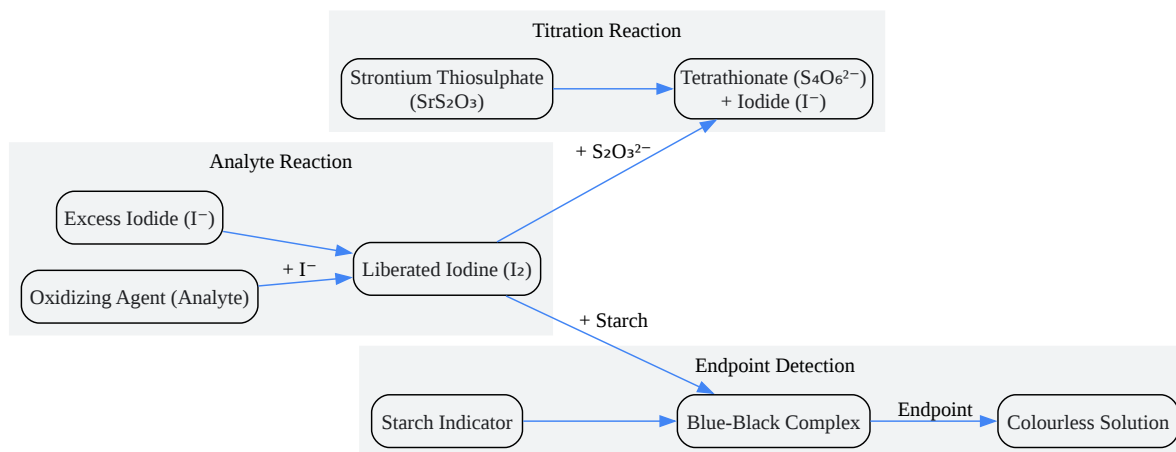 Titration Reaction
Strontium Thiosulphate
(SrS₂O₃)
Tetrathionate (S₄O₆²⁻)
+ Iodide (I⁻)
+ S₂O₃²⁻
Analyte Reaction
Excess Iodide (I⁻)
Oxidizing Agent (Analyte)
+ I⁻
Liberated Iodine (I₂)
+ Starch
Endpoint Detection
Starch Indicator
Blue-Black Complex
Endpoint
Colourless Solution